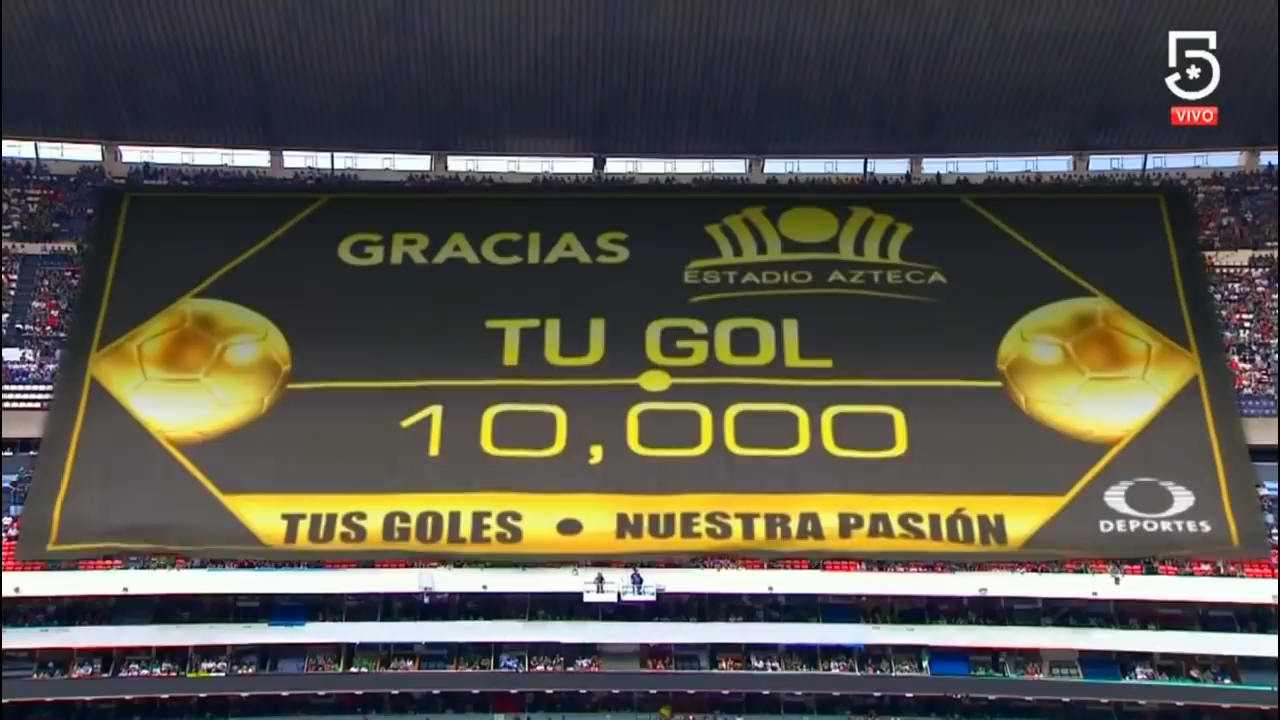 5
VIVO
GRACIAS
ESTADIO AZTECA
TU GOL
10,000
TUS GOLES • NUESTRA PASIÓN
DEPORTES